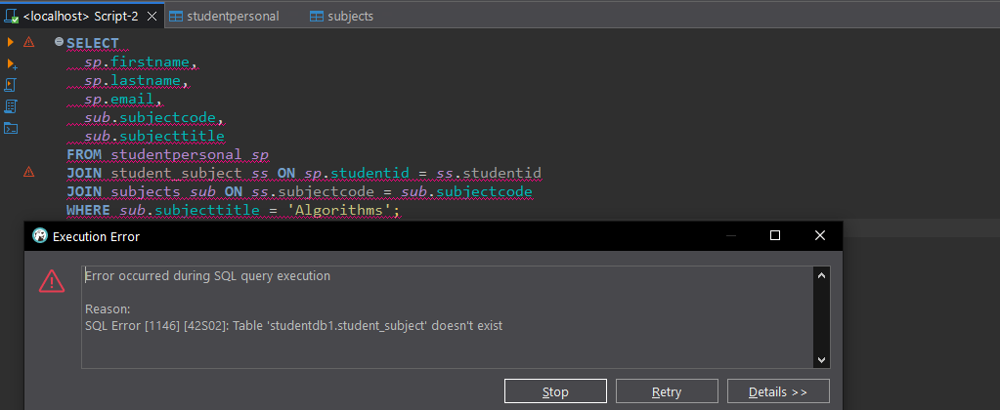 <localhost> Script-2
studentpersonal
subjects
SELECT
sp.firstname,
sp.lastname,
sp.email,
sub.subjectcode,
sub.subjecttitle
FROM studentpersonal sp
JOIN student_subject ss ON sp.studentid = ss.studentid
JOIN subjects sub ON ss.subjectcode = sub.subjectcode
WHERE sub.subjecttitle = 'Algorithms';
Execution Error
Error occurred during SQL query execution
Reason:
SQL Error [1146] [42S02]: Table 'studentdb1.student_subject' doesn't exist
Stop
Retry
Details >>